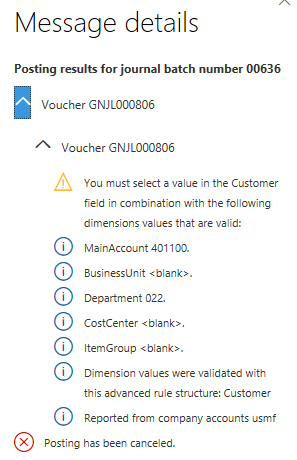 Message details
Posting results for journal batch number 00636
Voucher GNJL000806
Voucher GNJL000806
You must select a value in the Customer
field in combination with the following
dimensions values that are valid:
MainAccount 401100.
BusinessUnit <blank>.
Department 022.
CostCenter <blank>.
ItemGroup <blank>.
Dimension values were validated with
this advanced rule structure: Customer
Reported from company accounts usmf
Posting has been canceled.